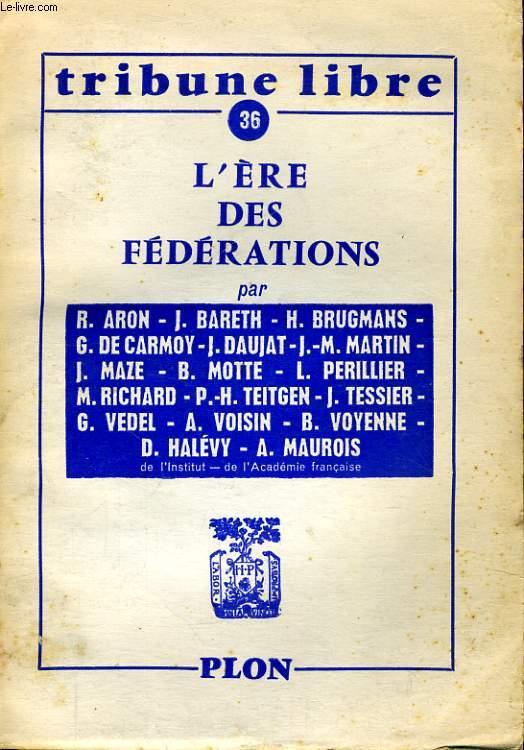 Le-livre.com
tribune libre
36
L'ÈRE
DES
FÉDÉRATIONS
par
R. ARON - J. BARETH - H. BRUGMANS -
G. DE CARMOY - J. DAUJAT - J.-M. MARTIN -
J. MAZE - B. MOTTE - L. PERILLIER -
M. RICHARD - P.-H. TEITGEN - J. TESSIER -
G. VEDEL - A. VOISIN - B. VOYENNE -
D. HALÉVY - A. MAUROIS
de l'Institut — de l'Académie française
LABOR
H·P
IMPROBUS
PLON